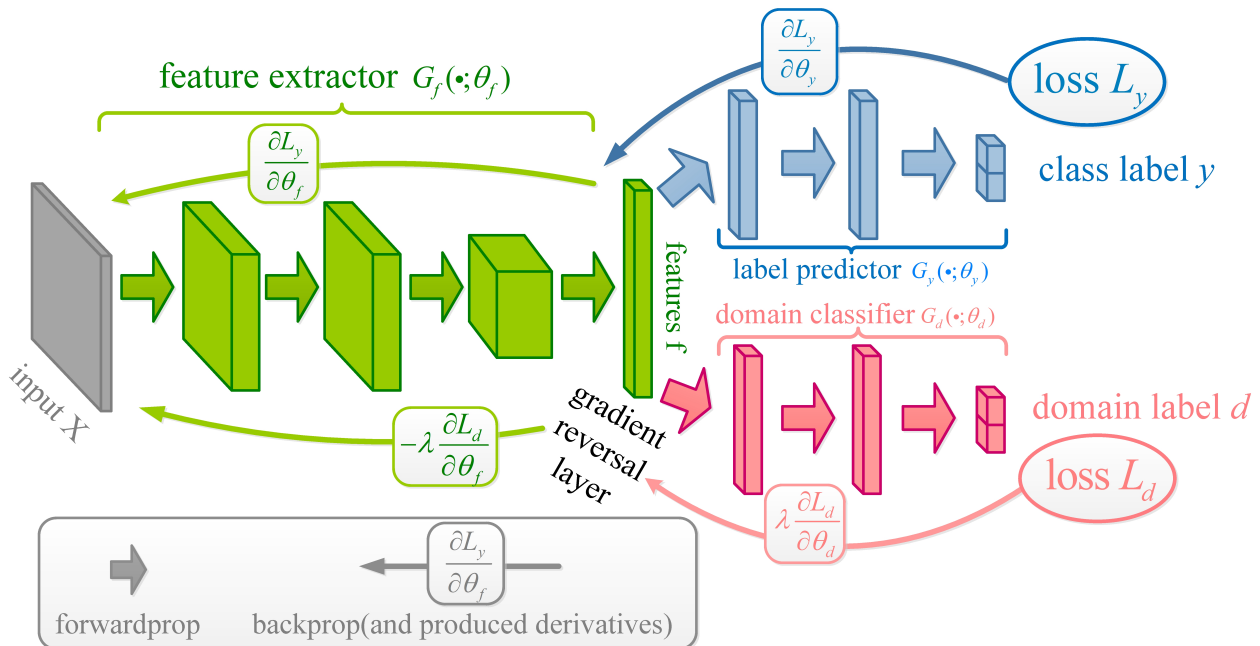 feature extractor G_f(•;θ_f)
∂L_y/∂θ_f
∂L_y/∂θ_y
loss L_y
class label y
label predictor G_y(•;θ_y)
features f
input X
domain classifier G_d(•;θ_d)
domain label d
loss L_d
λ ∂L_d/∂θ_d
gradient
reversal
layer
−λ ∂L_d/∂θ_f
∂L_y/∂θ_f
forwardprop
backprop(and produced derivatives)